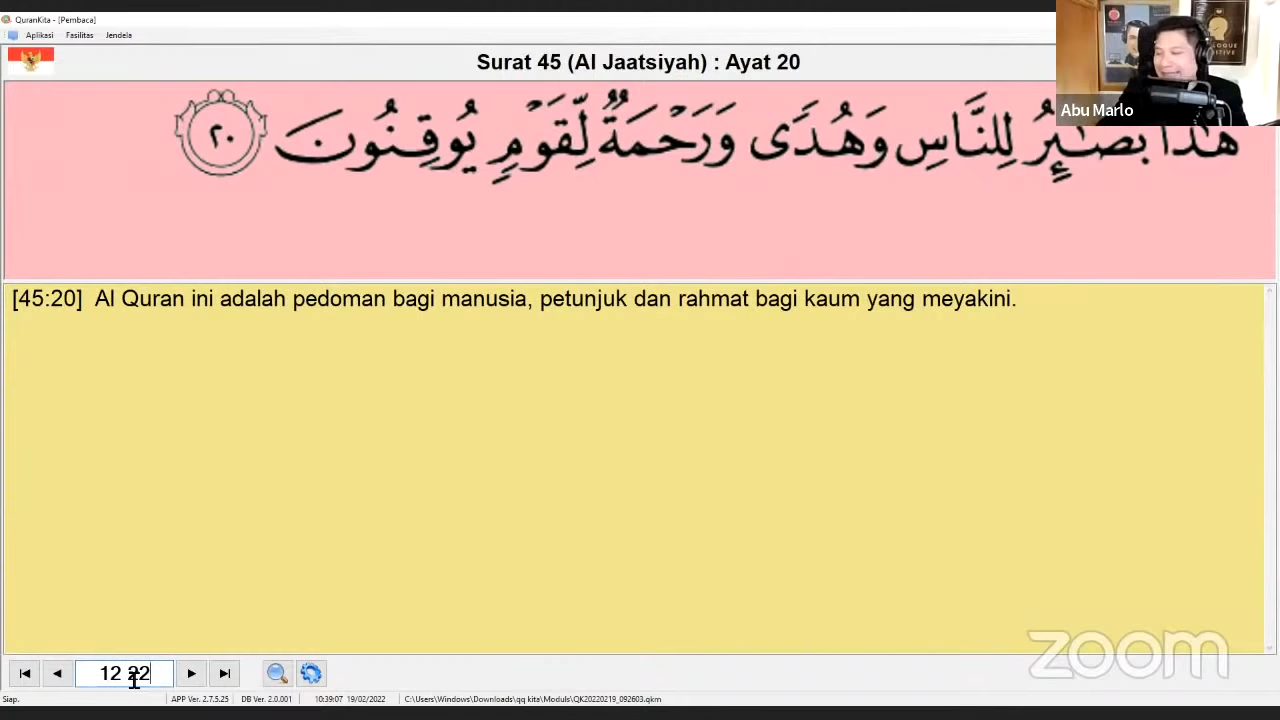 QuranKita - [Pembaca]
Aplikasi Fasilitas Jendela
Surat 45 (Al Jaatsiyah) : Ayat 20
Abu Marlo
هَٰذَا بَصَٰٓئِرُ لِلنَّاسِ وَهُدًى وَرَحْمَةٌ لِّقَوْمٍ يُوقِنُونَ ٢٠
[45:20] Al Quran ini adalah pedoman bagi manusia, petunjuk dan rahmat bagi kaum yang meyakini.
zoom
12 22
Siap. APP Ver. 2.7.5.25 DB Ver. 2.0.001 10:39:07 19/02/2022 C:\Users\Windows\Downloads\qq kita\Moduls\QK20220219_092603.qkm